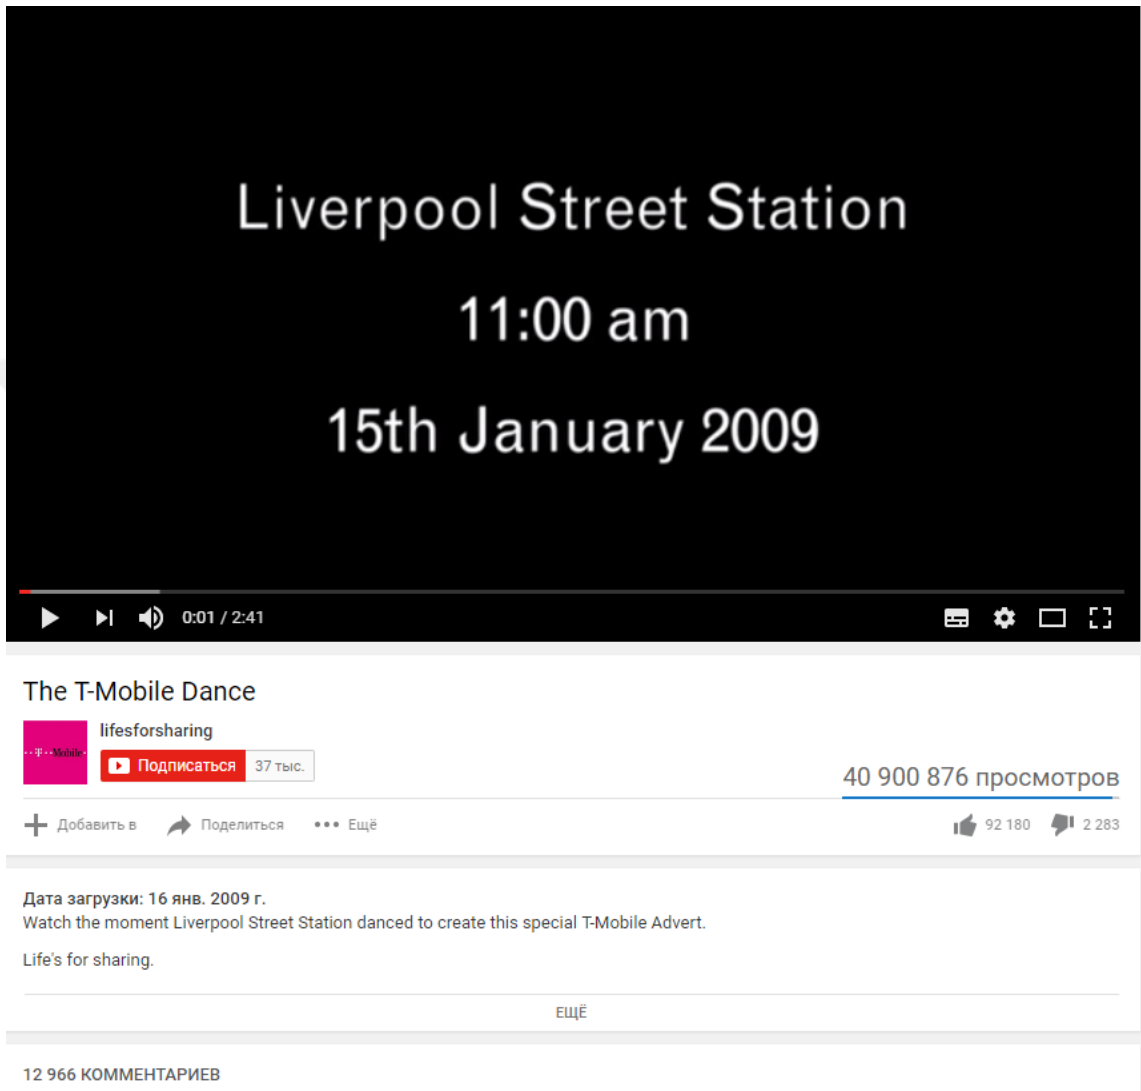 Liverpool Street Station
11:00 am
15th January 2009
0:01 / 2:41
The T-Mobile Dance
lifesforsharing
··T··Mobile·
Подписаться 37 тыс.
40 900 876 просмотров
Добавить в Поделиться ••• Ещё 92 180 2 283
Дата загрузки: 16 янв. 2009 г.
Watch the moment Liverpool Street Station danced to create this special T-Mobile Advert.
Life's for sharing.
ЕЩЁ
12 966 КОММЕНТАРИЕВ